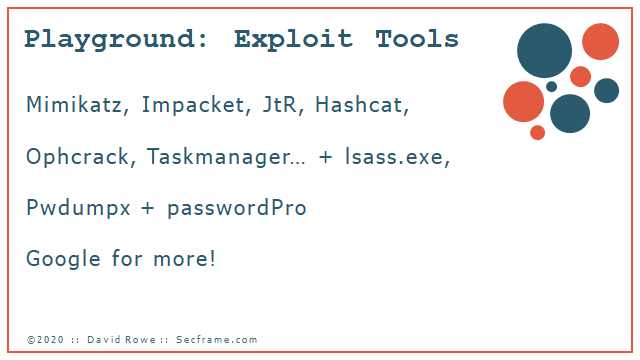 Playground: Exploit Tools
Mimikatz, Impacket, JtR, Hashcat,
Ophcrack, Taskmanager... + lsass.exe,
Pwdumpx + passwordPro
Google for more!
©2020 :: David Rowe :: Secframe.com